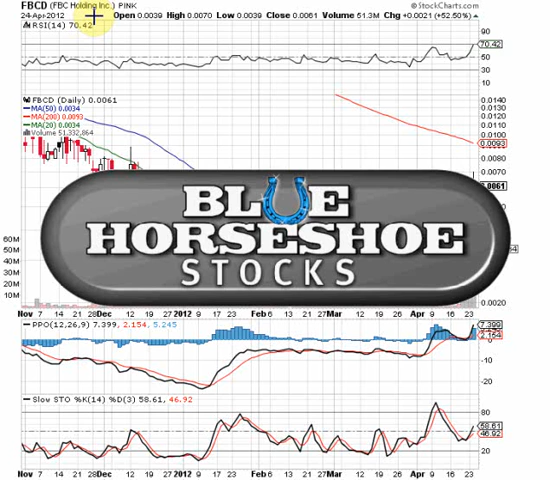 FBCD (FBC Holding Inc.) PINK © StockCharts.com
24-Apr-2012 Open 0.0039 High 0.0070 Low 0.0039 Close 0.0061 Volume 51.3M Chg +0.0021 (+52.50%)
RSI(14) 70.42
90
70.42
50
30
10
FBCD (Daily) 0.0061
MA(50) 0.0034
MA(200) 0.0093
MA(20) 0.0034
Volume 51,332,864
0.0140
0.0130
0.0120
0.0110
0.0100
0.0093
0.0080
0.0070
0.0061
BLUE
HORSESHOE
STOCKS
60M
50M
40M
30M
20M
10M
0.0020
Nov 7 14 21 28 Dec 12 19 2012 9 17 23 Feb 6 13 21 Mar 12 19 26 Apr 9 16 23
PPO(12,26,9) 7.399, 2.154, 5.245
7.399
-10
-20
Slow STO %K(14) %D(3) 58.61, 46.92
80
58.61
46.92
20
Nov 7 14 21 28 Dec 12 19 2012 9 17 23 Feb 6 13 21 Mar 12 19 26 Apr 9 16 23